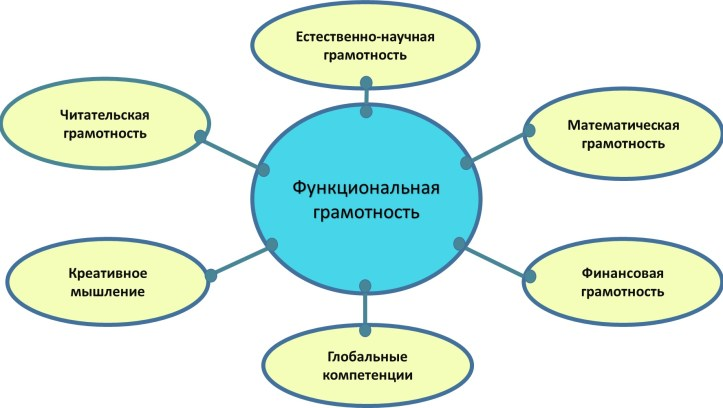 Естественно-научная
грамотность
Читательская
грамотность
Математическая
грамотность
Функциональная
грамотность
Креативное
мышление
Финансовая
грамотность
Глобальные
компетенции